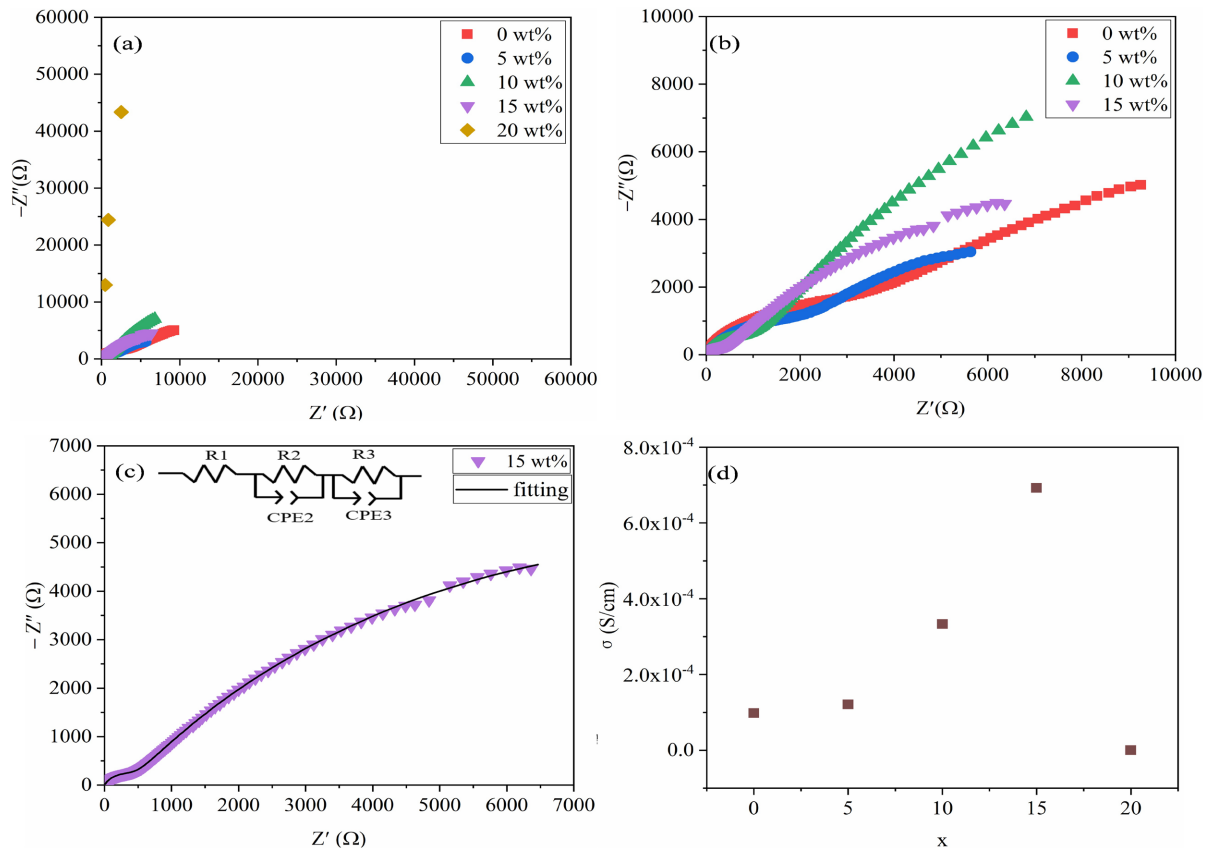 (a)
0 wt%
5 wt%
10 wt%
15 wt%
20 wt%
60000
50000
40000
30000
20000
10000
0
−Z″(Ω)
0 10000 20000 30000 40000 50000 60000
Z′ (Ω)
(b)
0 wt%
5 wt%
10 wt%
15 wt%
10000
8000
6000
4000
2000
0
−Z″(Ω)
0 2000 4000 6000 8000 10000
Z′(Ω)
(c)
R1 R2 R3
CPE2 CPE3
15 wt%
fitting
7000
6000
5000
4000
3000
2000
1000
0
− Z″ (Ω)
0 1000 2000 3000 4000 5000 6000 7000
Z′ (Ω)
(d)
8.0x10⁻⁴
6.0x10⁻⁴
4.0x10⁻⁴
2.0x10⁻⁴
0.0
σ (S/cm)
0 5 10 15 20
x